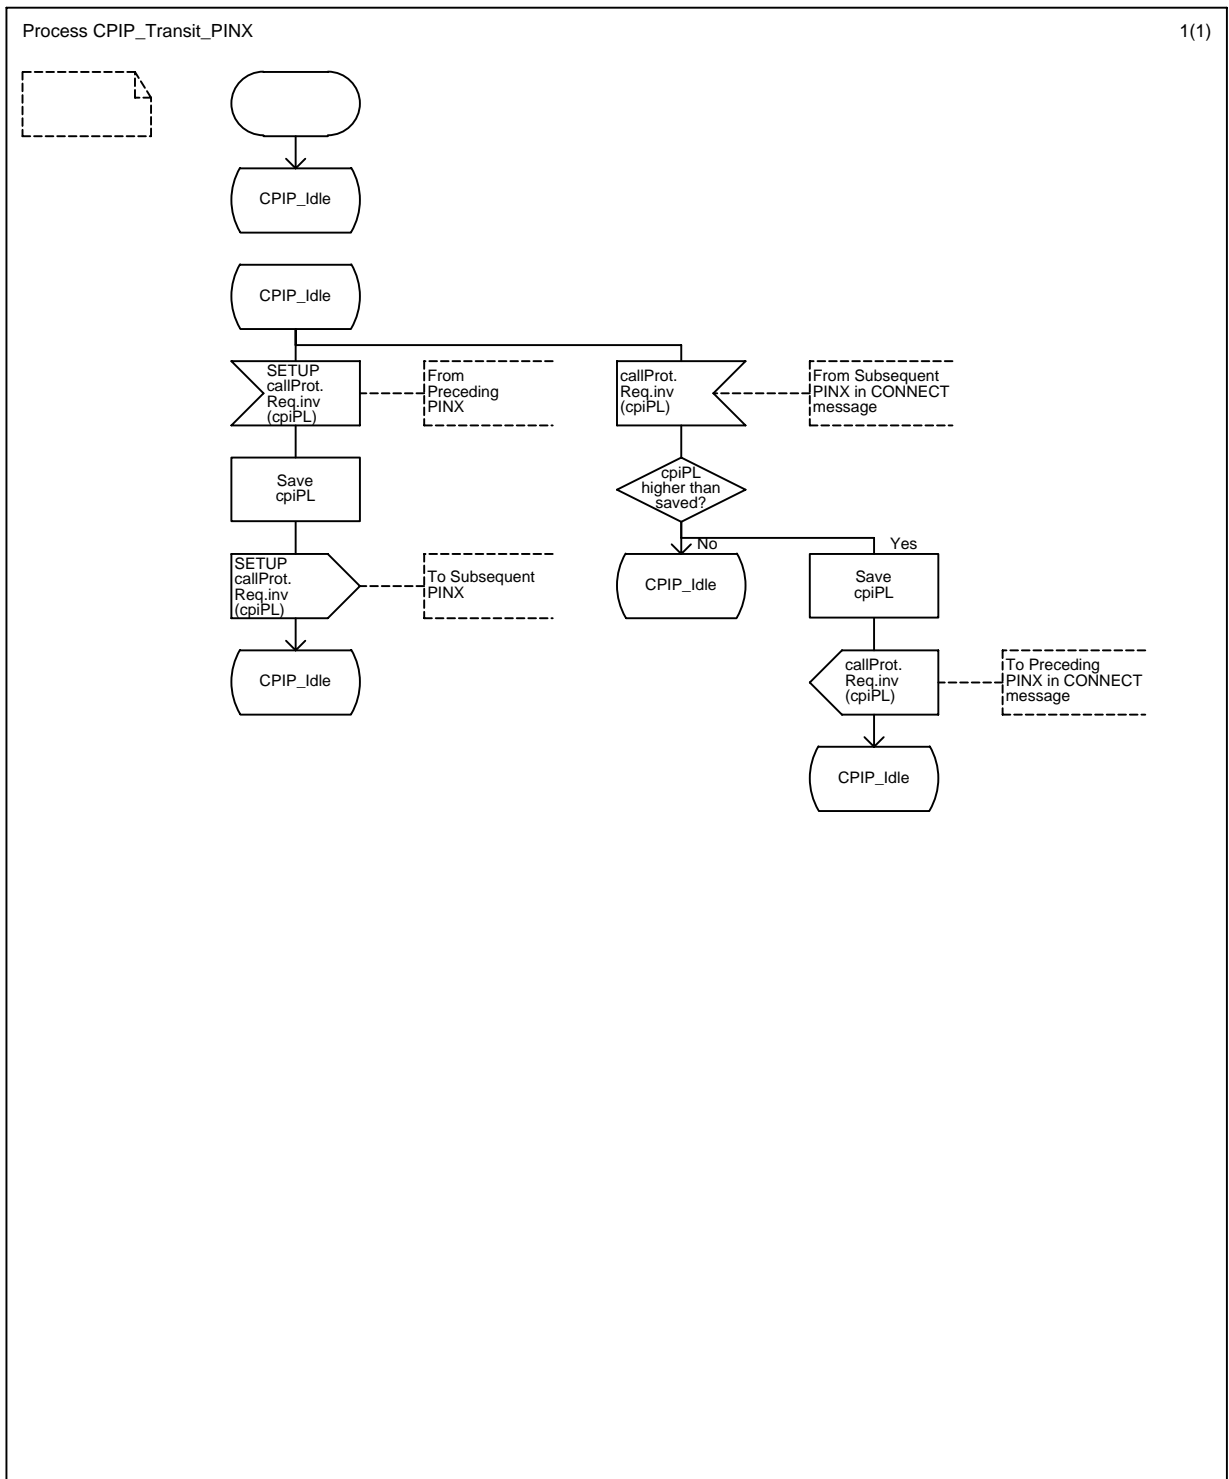 Process CPIP_Transit_PINX
1(1)
CPIP_Idle
CPIP_Idle
SETUP
callProt.
Req.inv
(cpiPL)
From
Preceding
PINX
callProt.
Req.inv
(cpiPL)
From Subsequent
PINX in CONNECT
message
Save
cpiPL
cpiPL
higher than
saved?
No
Yes
SETUP
callProt.
Req.inv
(cpiPL)
To Subsequent
PINX
CPIP_Idle
Save
cpiPL
CPIP_Idle
callProt.
Req.inv
(cpiPL)
To Preceding
PINX in CONNECT
message
CPIP_Idle